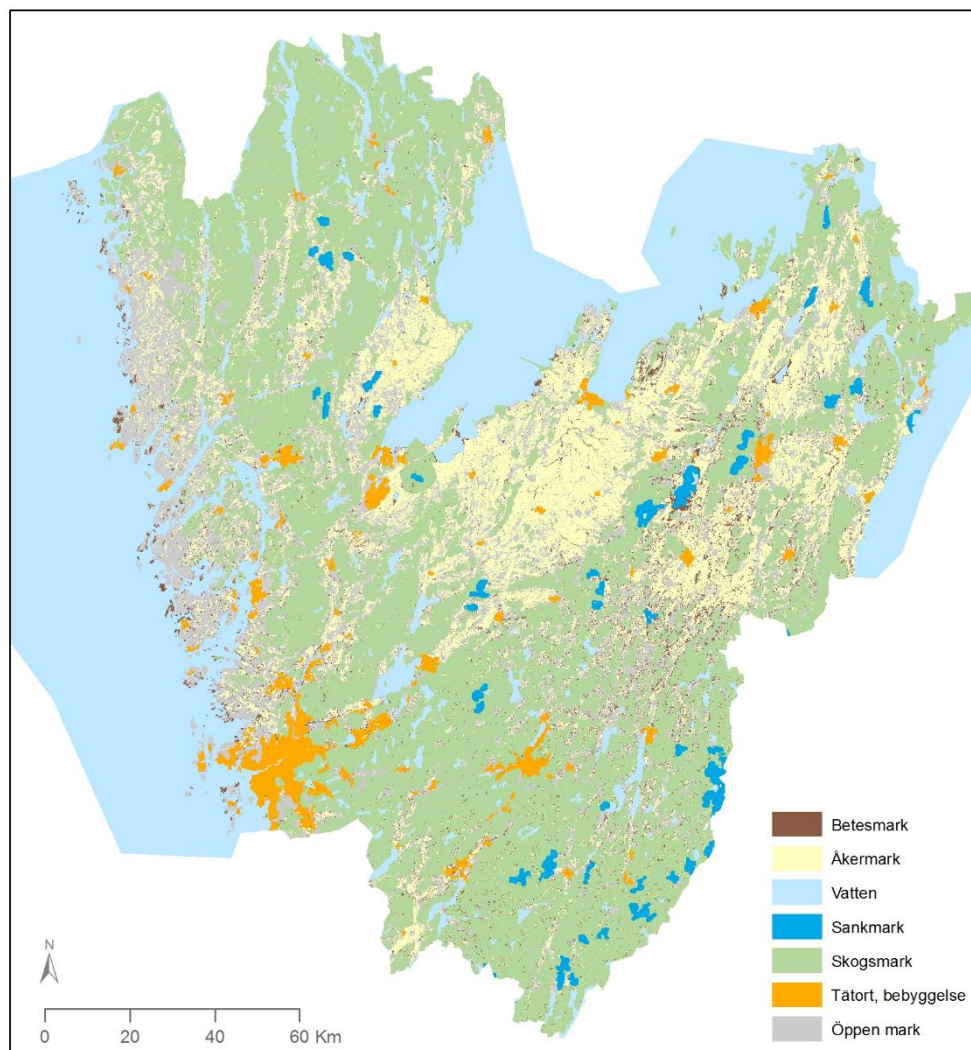 Betesmark
Åkermark
Vatten
Sankmark
Skogsmark
Tätort, bebyggelse
Öppen mark
N
0 20 40 60 Km